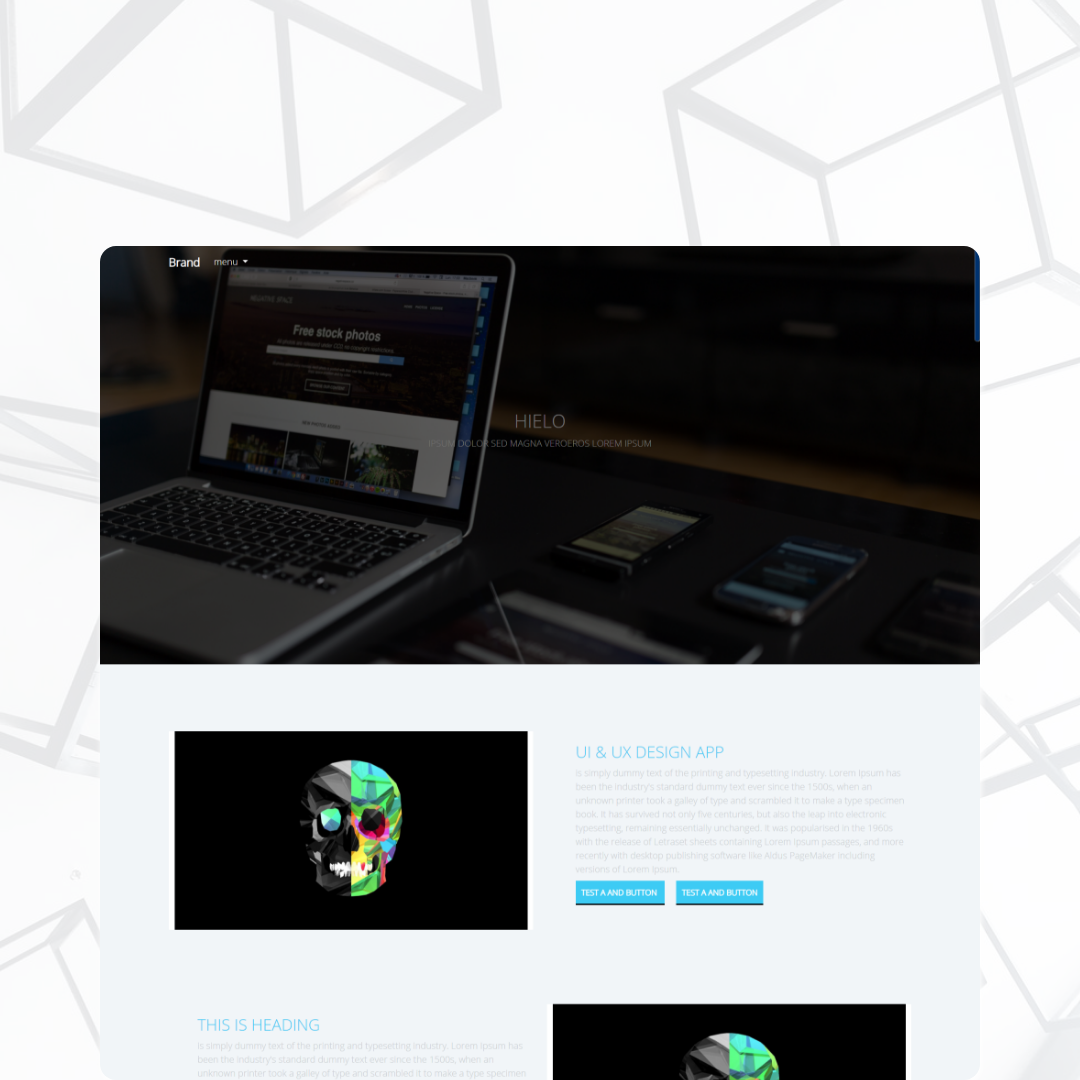 Brand menu
NEGATIVE SPACE
Free stock photos
HIELO
IPSUM DOLOR SED MAGNA VEROEROS LOREM IPSUM
UI & UX DESIGN APP
is simply dummy text of the printing and typesetting industry. Lorem Ipsum has
been the industry's standard dummy text ever since the 1500s, when an
unknown printer took a galley of type and scrambled it to make a type specimen
book. It has survived not only five centuries, but also the leap into electronic
typesetting, remaining essentially unchanged. It was popularised in the 1960s
with the release of Letraset sheets containing Lorem Ipsum passages, and more
recently with desktop publishing software like Aldus PageMaker including
versions of Lorem Ipsum.
TEST A AND BUTTON TEST A AND BUTTON
THIS IS HEADING
is simply dummy text of the printing and typesetting industry. Lorem Ipsum has
been the industry's standard dummy text ever since the 1500s, when an
unknown printer took a galley of type and scrambled it to make a type specimen